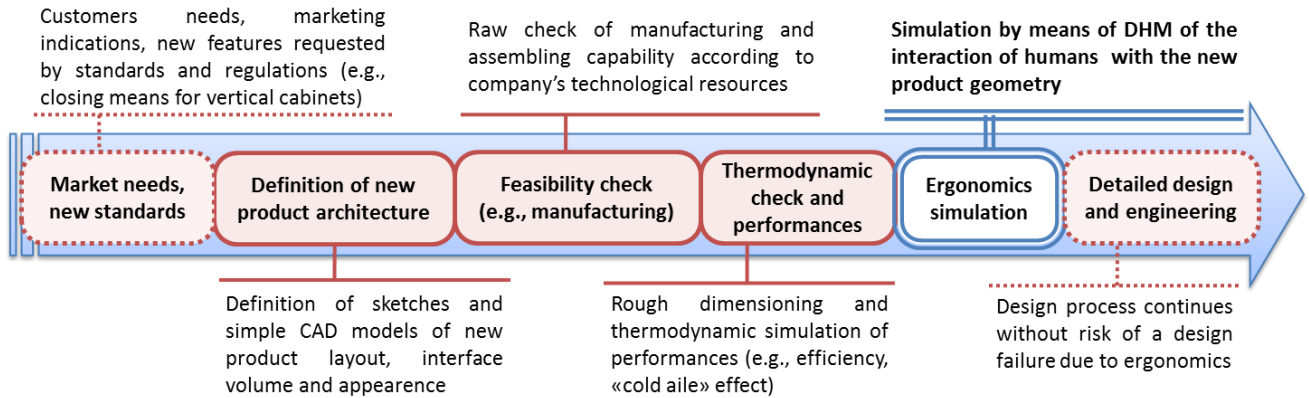 Customers needs, marketing
indications, new features requested
by standards and regulations (e.g.,
closing means for vertical cabinets)
Raw check of manufacturing and
assembling capability according to
company's technological resources
Simulation by means of DHM of the
interaction of humans with the new
product geometry
Market needs,
new standards
Definition of new
product architecture
Feasibility check
(e.g., manufacturing)
Thermodynamic
check and
performances
Ergonomics
simulation
Detailed design
and engineering
Definition of sketches and
simple CAD models of new
product layout, interface
volume and appearence
Rough dimensioning and
thermodynamic simulation of
performances (e.g., efficiency,
«cold aile» effect)
Design process continues
without risk of a design
failure due to ergonomics